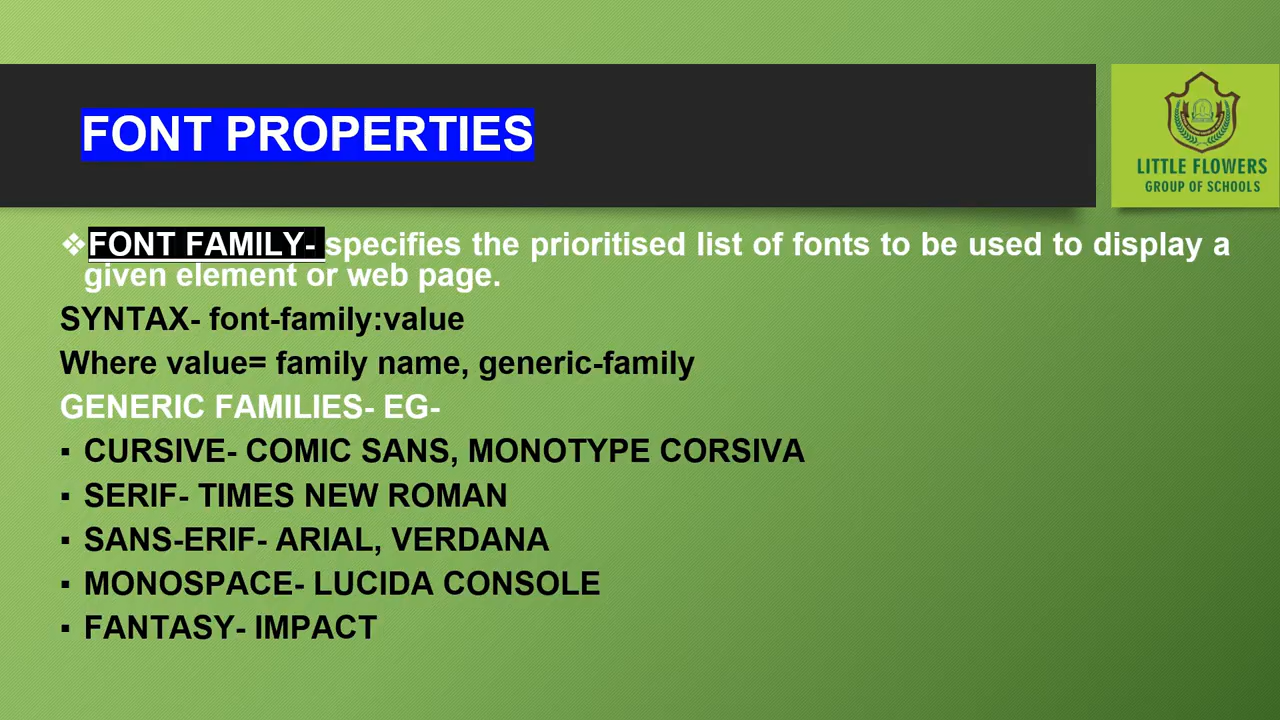 FONT PROPERTIES
LITTLE FLOWERS
GROUP OF SCHOOLS
❖FONT FAMILY- specifies the prioritised list of fonts to be used to display a
given element or web page.
SYNTAX- font-family:value
Where value= family name, generic-family
GENERIC FAMILIES- EG-
▪ CURSIVE- COMIC SANS, MONOTYPE CORSIVA
▪ SERIF- TIMES NEW ROMAN
▪ SANS-ERIF- ARIAL, VERDANA
▪ MONOSPACE- LUCIDA CONSOLE
▪ FANTASY- IMPACT